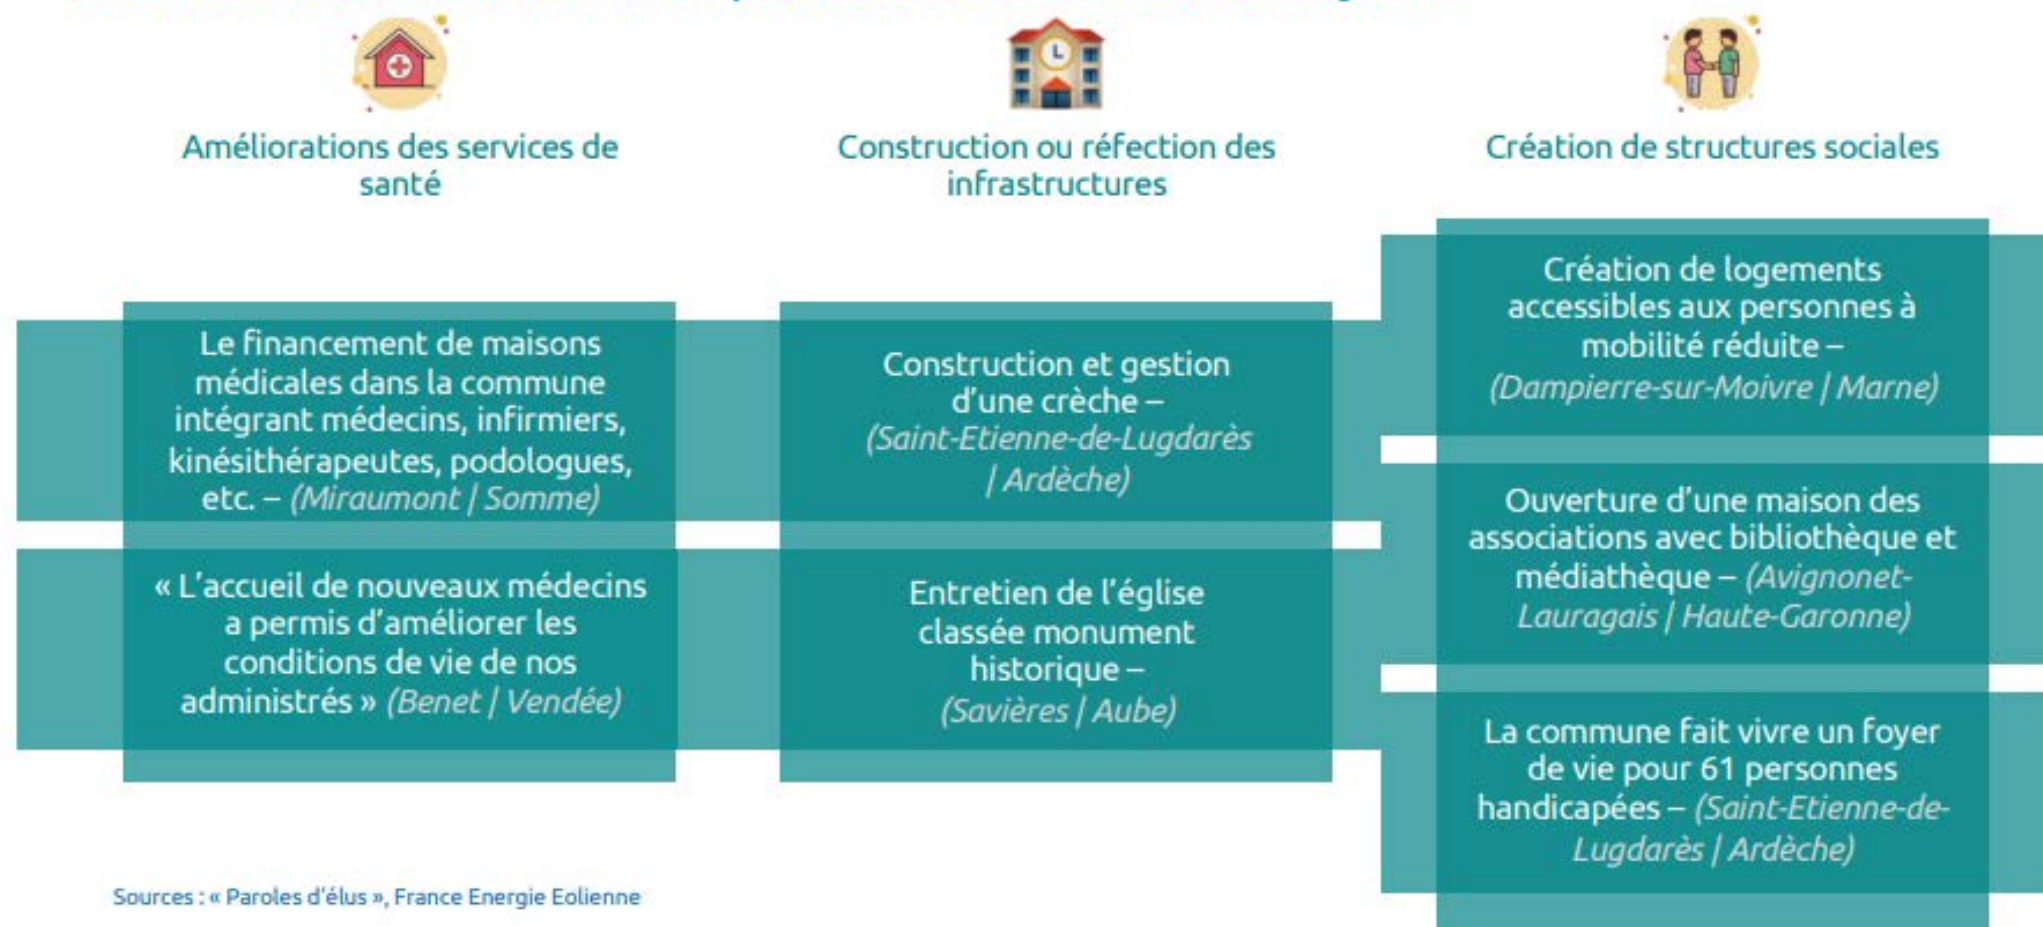 Améliorations des services de
santé
Le financement de maisons
médicales dans la commune
intégrant médecins, infirmiers,
kinésithérapeutes, podologues,
etc. – (Miraumont | Somme)
« L'accueil de nouveaux médecins
a permis d'améliorer les
conditions de vie de nos
administrés » (Benet | Vendée)
Construction ou réfection des
infrastructures
Construction et gestion
d'une crèche –
(Saint-Etienne-de-Lugdarès
| Ardèche)
Entretien de l'église
classée monument
historique –
(Savières | Aube)
Création de structures sociales
Création de logements
accessibles aux personnes à
mobilité réduite –
(Dampierre-sur-Moivre | Marne)
Ouverture d'une maison des
associations avec bibliothèque et
médiathèque – (Avignonet-
Lauragais | Haute-Garonne)
La commune fait vivre un foyer
de vie pour 61 personnes
handicapées – (Saint-Etienne-de-
Lugdarès | Ardèche)
Sources : « Paroles d'élus », France Energie Eolienne